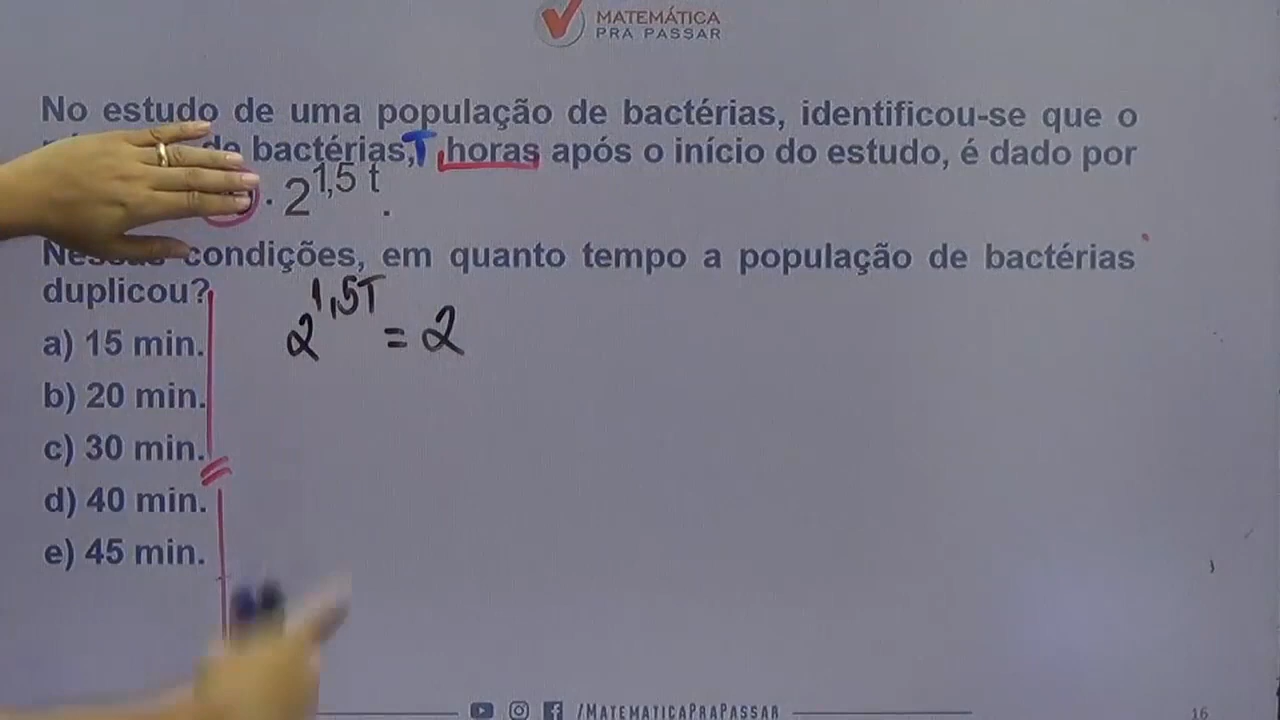 MATEMÁTICA
PRA PASSAR
No estudo de uma população de bactérias, identificou-se que o
de bactérias, T horas após o início do estudo, é dado por
· 2^1,5 t.
condições, em quanto tempo a população de bactérias
duplicou?
2^1,5T = 2
a) 15 min.
b) 20 min.
c) 30 min.
d) 40 min.
e) 45 min.
/MATEMATICAPRAPASSAR
16